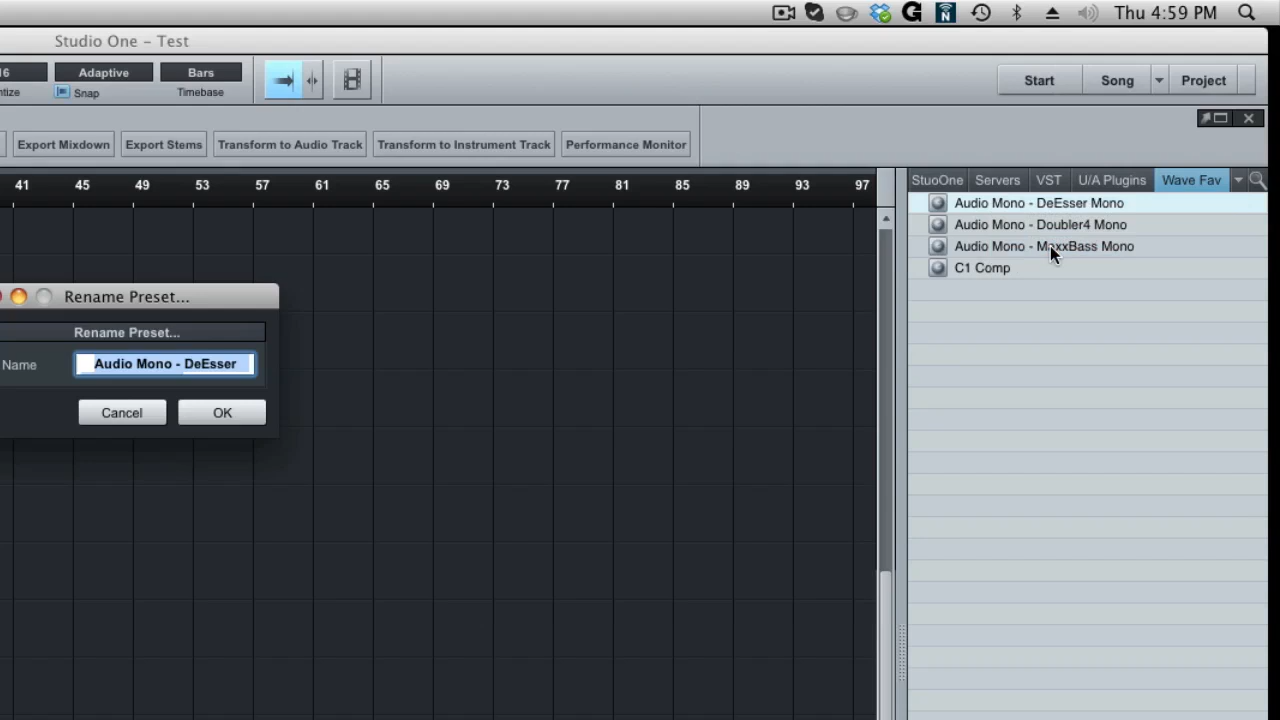 Thu 4:59 PM
Studio One - Test
16 Adaptive Bars
ntize Snap Timebase
Start Song Project
Export Mixdown Export Stems Transform to Audio Track Transform to Instrument Track Performance Monitor
41 45 49 53 57 61 65 69 73 77 81 85 89 93 97
StuoOne Servers VST U/A Plugins Wave Fav
Audio Mono - DeEsser Mono
Audio Mono - Doubler4 Mono
Audio Mono - MaxxBass Mono
C1 Comp
Rename Preset...
Rename Preset...
Name Audio Mono - DeEsser
Cancel OK